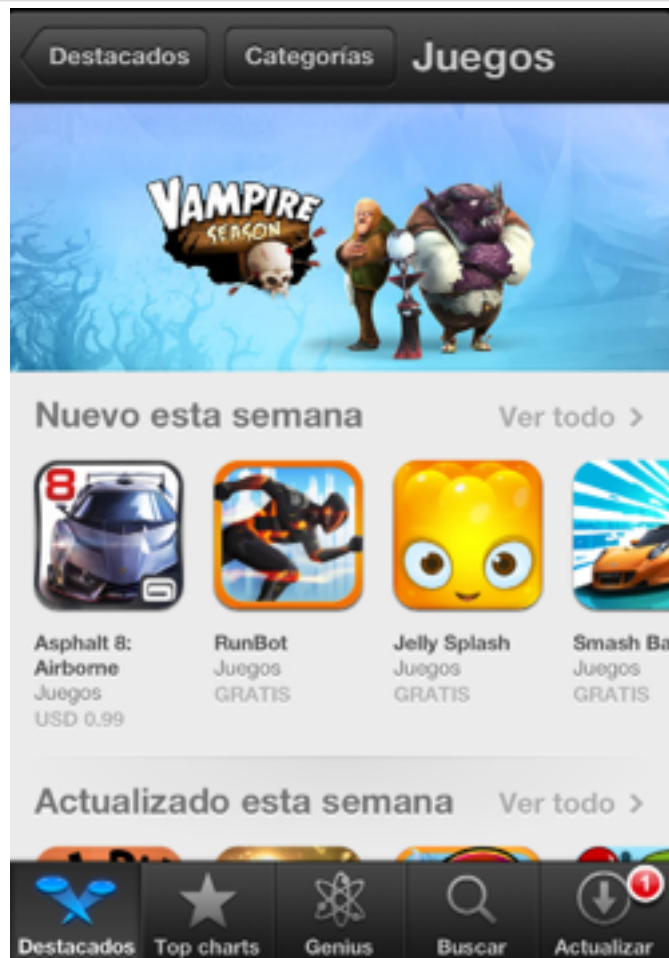 Destacados Categorías Juegos
VAMPIRE
SEASON
Nuevo esta semana Ver todo >
8
Asphalt 8: RunBot Jelly Splash Smash Ba
Airborne Juegos Juegos Juegos
Juegos GRATIS GRATIS GRATIS
USD 0.99
Actualizado esta semana Ver todo >
1
Destacados Top charts Genius Buscar Actualizar